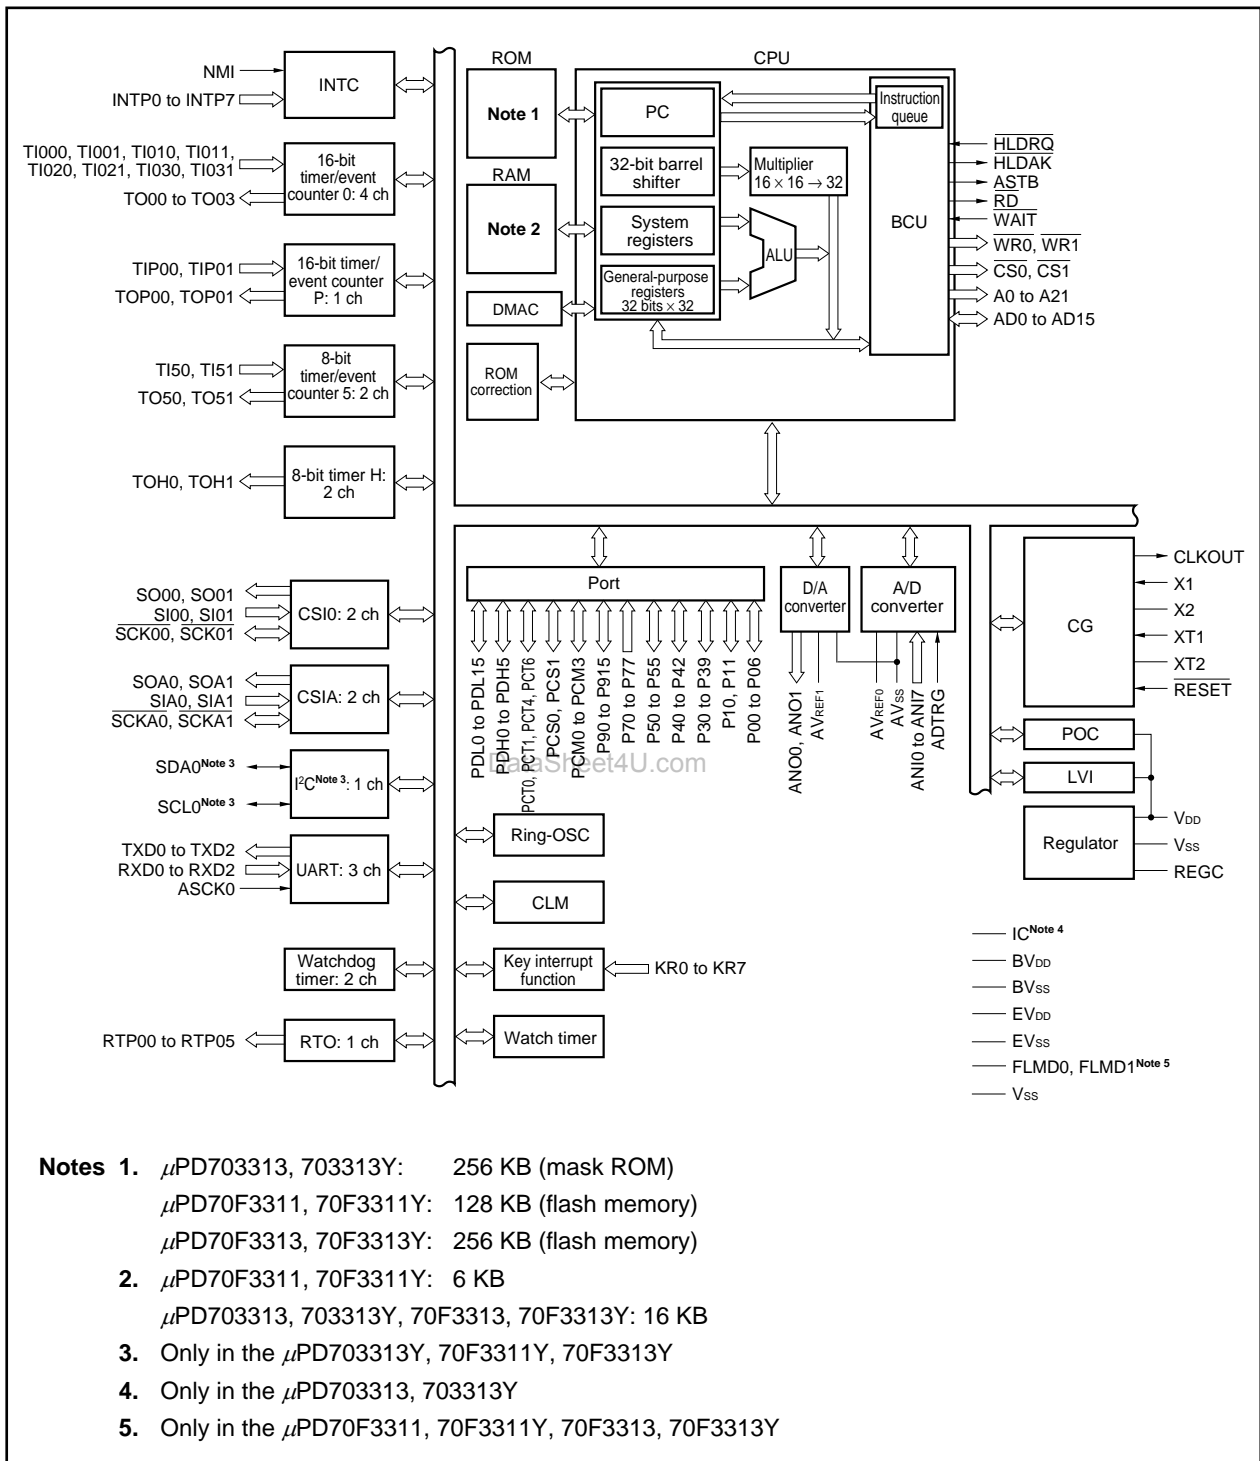 NMI
INTP0 to INTP7
INTC
TI000, TI001, TI010, TI011,
TI020, TI021, TI030, TI031
TO00 to TO03
16-bit
timer/event
counter 0: 4 ch
TIP00, TIP01
TOP00, TOP01
16-bit timer/
event counter
P: 1 ch
TI50, TI51
TO50, TO51
8-bit
timer/event
counter 5: 2 ch
TOH0, TOH1
8-bit timer H:
2 ch
SO00, SO01
SI00, SI01
SCK00, SCK01
CSI0: 2 ch
SOA0, SOA1
SIA0, SIA1
SCKA0, SCKA1
CSIA: 2 ch
SDA0Note 3
SCL0Note 3
I²CNote 3: 1 ch
TXD0 to TXD2
RXD0 to RXD2
ASCK0
UART: 3 ch
Watchdog
timer: 2 ch
RTP00 to RTP05
RTO: 1 ch
ROM
Note 1
RAM
Note 2
DMAC
ROM
correction
CPU
PC
32-bit barrel
shifter
System
registers
General-purpose
registers
32 bits × 32
Multiplier
16 × 16 → 32
ALU
Instruction
queue
BCU
HLDRQ
HLDAK
ASTB
RD
WAIT
WR0, WR1
CS0, CS1
A0 to A21
AD0 to AD15
Port
PDL0 to PDL15
PDH0 to PDH5
PCT0, PCT1, PCT4, PCT6
PCS0, PCS1
PCM0 to PCM3
P90 to P915
P70 to P77
P50 to P55
P40 to P42
P30 to P39
P10, P11
P00 to P06
D/A
converter
ANO0, ANO1
AVREF1
A/D
converter
AVREF0
AVSS
ANI0 to ANI7
ADTRG
DataSheet4U.com
Ring-OSC
CLM
Key interrupt
function
KR0 to KR7
Watch timer
CG
CLKOUT
X1
X2
XT1
XT2
RESET
POC
LVI
Regulator
VDD
VSS
REGC
ICNote 4
BVDD
BVSS
EVDD
EVSS
FLMD0, FLMD1Note 5
VSS
Notes 1. μPD703313, 703313Y: 256 KB (mask ROM)
μPD70F3311, 70F3311Y: 128 KB (flash memory)
μPD70F3313, 70F3313Y: 256 KB (flash memory)
2. μPD70F3311, 70F3311Y: 6 KB
μPD703313, 703313Y, 70F3313, 70F3313Y: 16 KB
3. Only in the μPD703313Y, 70F3311Y, 70F3313Y
4. Only in the μPD703313, 703313Y
5. Only in the μPD70F3311, 70F3311Y, 70F3313, 70F3313Y